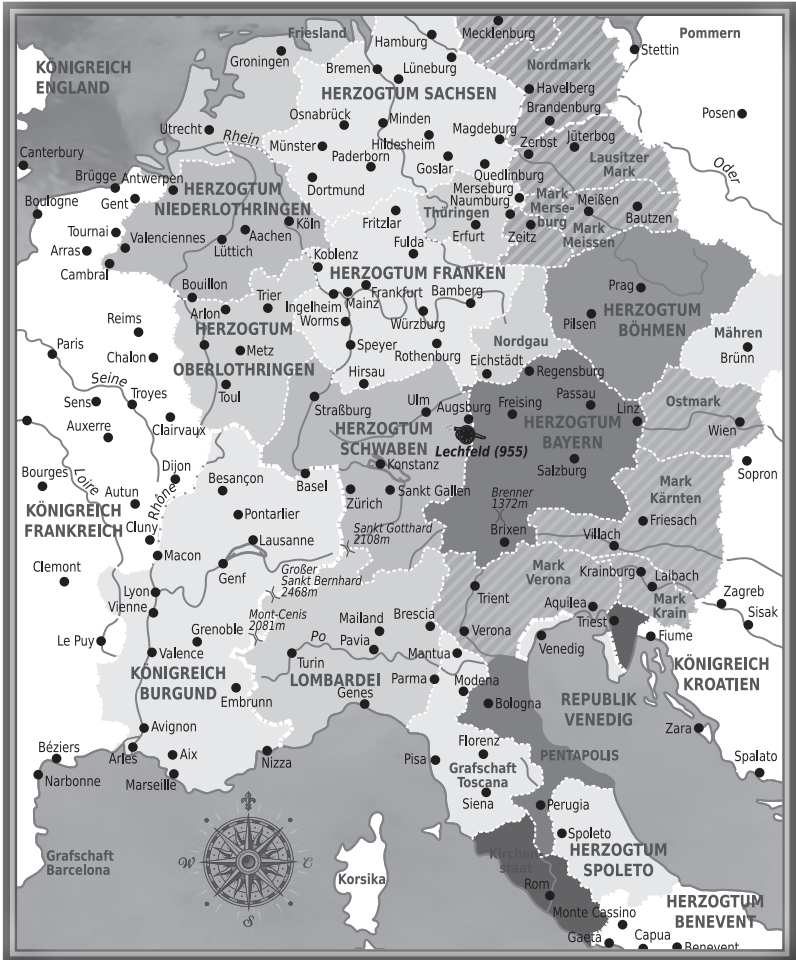 Friesland
Hamburg
Mecklenburg
Pommern
Groningen
Stettin
KÖNIGREICH
ENGLAND
Bremen
Lüneburg
Nordmark
HERZOGTUM SACHSEN
Havelberg
Brandenburg
Osnabrück
Minden
Posen
Utrecht
Rhein
Magdeburg
Münster
Hildesheim
Zerbst
Jüterbog
Canterbury
Paderborn
Goslar
Lausitzer
Mark
Oder
Brügge
Antwerpen
Quedlinburg
Dortmund
Merseburg
HERZOGTUM
NIEDERLOTHRINGEN
Boulogne
Gent
Naumburg
Mark
Merse-
burg
Meißen
Bautzen
Thüringen
Fritzlar
Köln
Tournai
Valenciennes
Aachen
Erfurt
Zeitz
Mark
Meissen
Arras
Lüttich
Fulda
Cambrai
Koblenz
HERZOGTUM FRANKEN
Bouillon
Trier
Ingelheim
Mainz
Frankfurt
Bamberg
Prag
Arlon
HERZOGTUM
BÖHMEN
Reims
Worms
Würzburg
Pilsen
HERZOGTUM
OBERLOTHRINGEN
Mähren
Paris
Metz
Speyer
Rothenburg
Nordgau
Brünn
Chalon
Hirsau
Eichstädt
Regensburg
Seine
Troyes
Toul
Sens
Straßburg
Ulm
Augsburg
Freising
Passau
Linz
Ostmark
Auxerre
Clairvaux
HERZOGTUM
SCHWABEN
HERZOGTUM
BAYERN
Wien
Lechfeld (955)
Bourges
Loire
Dijon
Besançon
Basel
Konstanz
Salzburg
Sopron
Autun
Rhône
Zürich
Sankt Gallen
Brenner
1372m
Mark
Kärnten
KÖNIGREICH
FRANKREICH
Pontarlier
Cluny
Lausanne
Sankt Gotthard
2108m
Brixen
Friesach
Villach
Macon
Clemont
Genf
Großer
Sankt Bernhard
2468m
Mark
Verona
Krainburg
Laibach
Lyon
Vienne
Trient
Mark
Krain
Zagreb
Mont-Cenis
2081m
Mailand
Brescia
Aquilea
Triest
Sisak
Le Puy
Grenoble
Po
Pavia
Verona
Fiume
Valence
Turin
Mantua
Venedig
KÖNIGREICH
KROATIEN
KÖNIGREICH
BURGUND
LOMBARDEI
Parma
Modena
Embrunn
Genes
Bologna
REPUBLIK
VENEDIG
Avignon
Zara
Béziers
Arles
Aix
Nizza
Pisa
Florenz
PENTAPOLIS
Spalato
Narbonne
Marseille
Grafschaft
Toscana
Siena
Perugia
Spoleto
Grafschaft
Barcelona
W
S
Korsika
Kirchen-
staat
HERZOGTUM
SPOLETO
Rom
HERZOGTUM
BENEVENT
Monte Cassino
Gaeta
Capua
Benevent